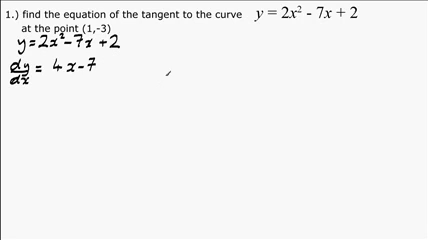 1.) find the equation of the tangent to the curve y = 2x² - 7x + 2
at the point (1,-3)
y = 2x² - 7x + 2
dy/dx = 4x - 7